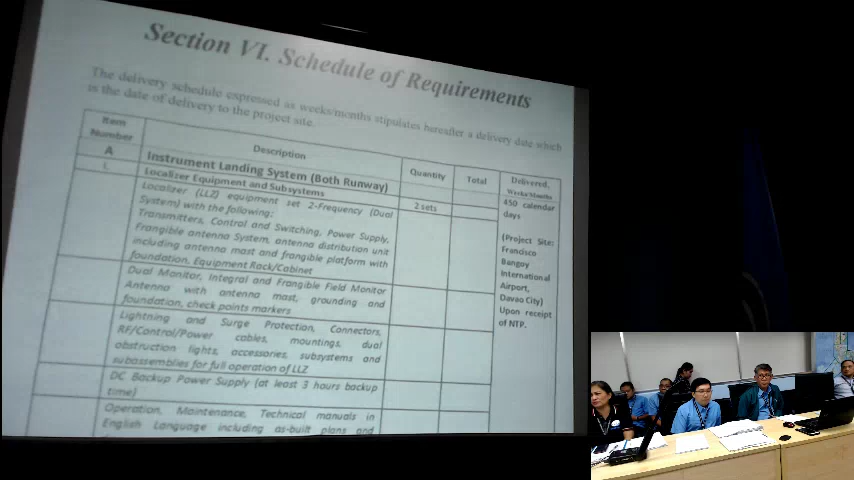 Section VI. Schedule of Requirements
The delivery schedule expressed as weeks/months stipulates hereafter a delivery date which
is the date of delivery to the project site.
Item
Number
Description
Quantity
Total
Delivered,
Weeks/Months
A
Instrument Landing System (Both Runway)
Localizer Equipment and Subsystems
Localizer (LLZ) equipment set 2-Frequency (Dual
System) with the following:
Transmitters, Control and Switching, Power Supply,
Frangible antenna System, antenna distribution unit
including antenna mast and frangible platform with
foundation, Equipment Rack/Cabinet
2 sets
450 calendar
days
(Project Site:
Francisco
Bangoy
International
Airport,
Davao City)
Upon receipt
of NTP.
Dual Monitor, Integral and Frangible Field Monitor
Antenna with antenna mast, grounding and
foundation, check points markers
Lightning and Surge Protection, Connectors,
RF/Control/Power cables, mountings, dual
obstruction lights, accessories, subsystems and
subassemblies for full operation of LLZ
DC Backup Power Supply (at least 3 hours backup
time)
Operation, Maintenance, Technical manuals in
English Language including as-built plans and